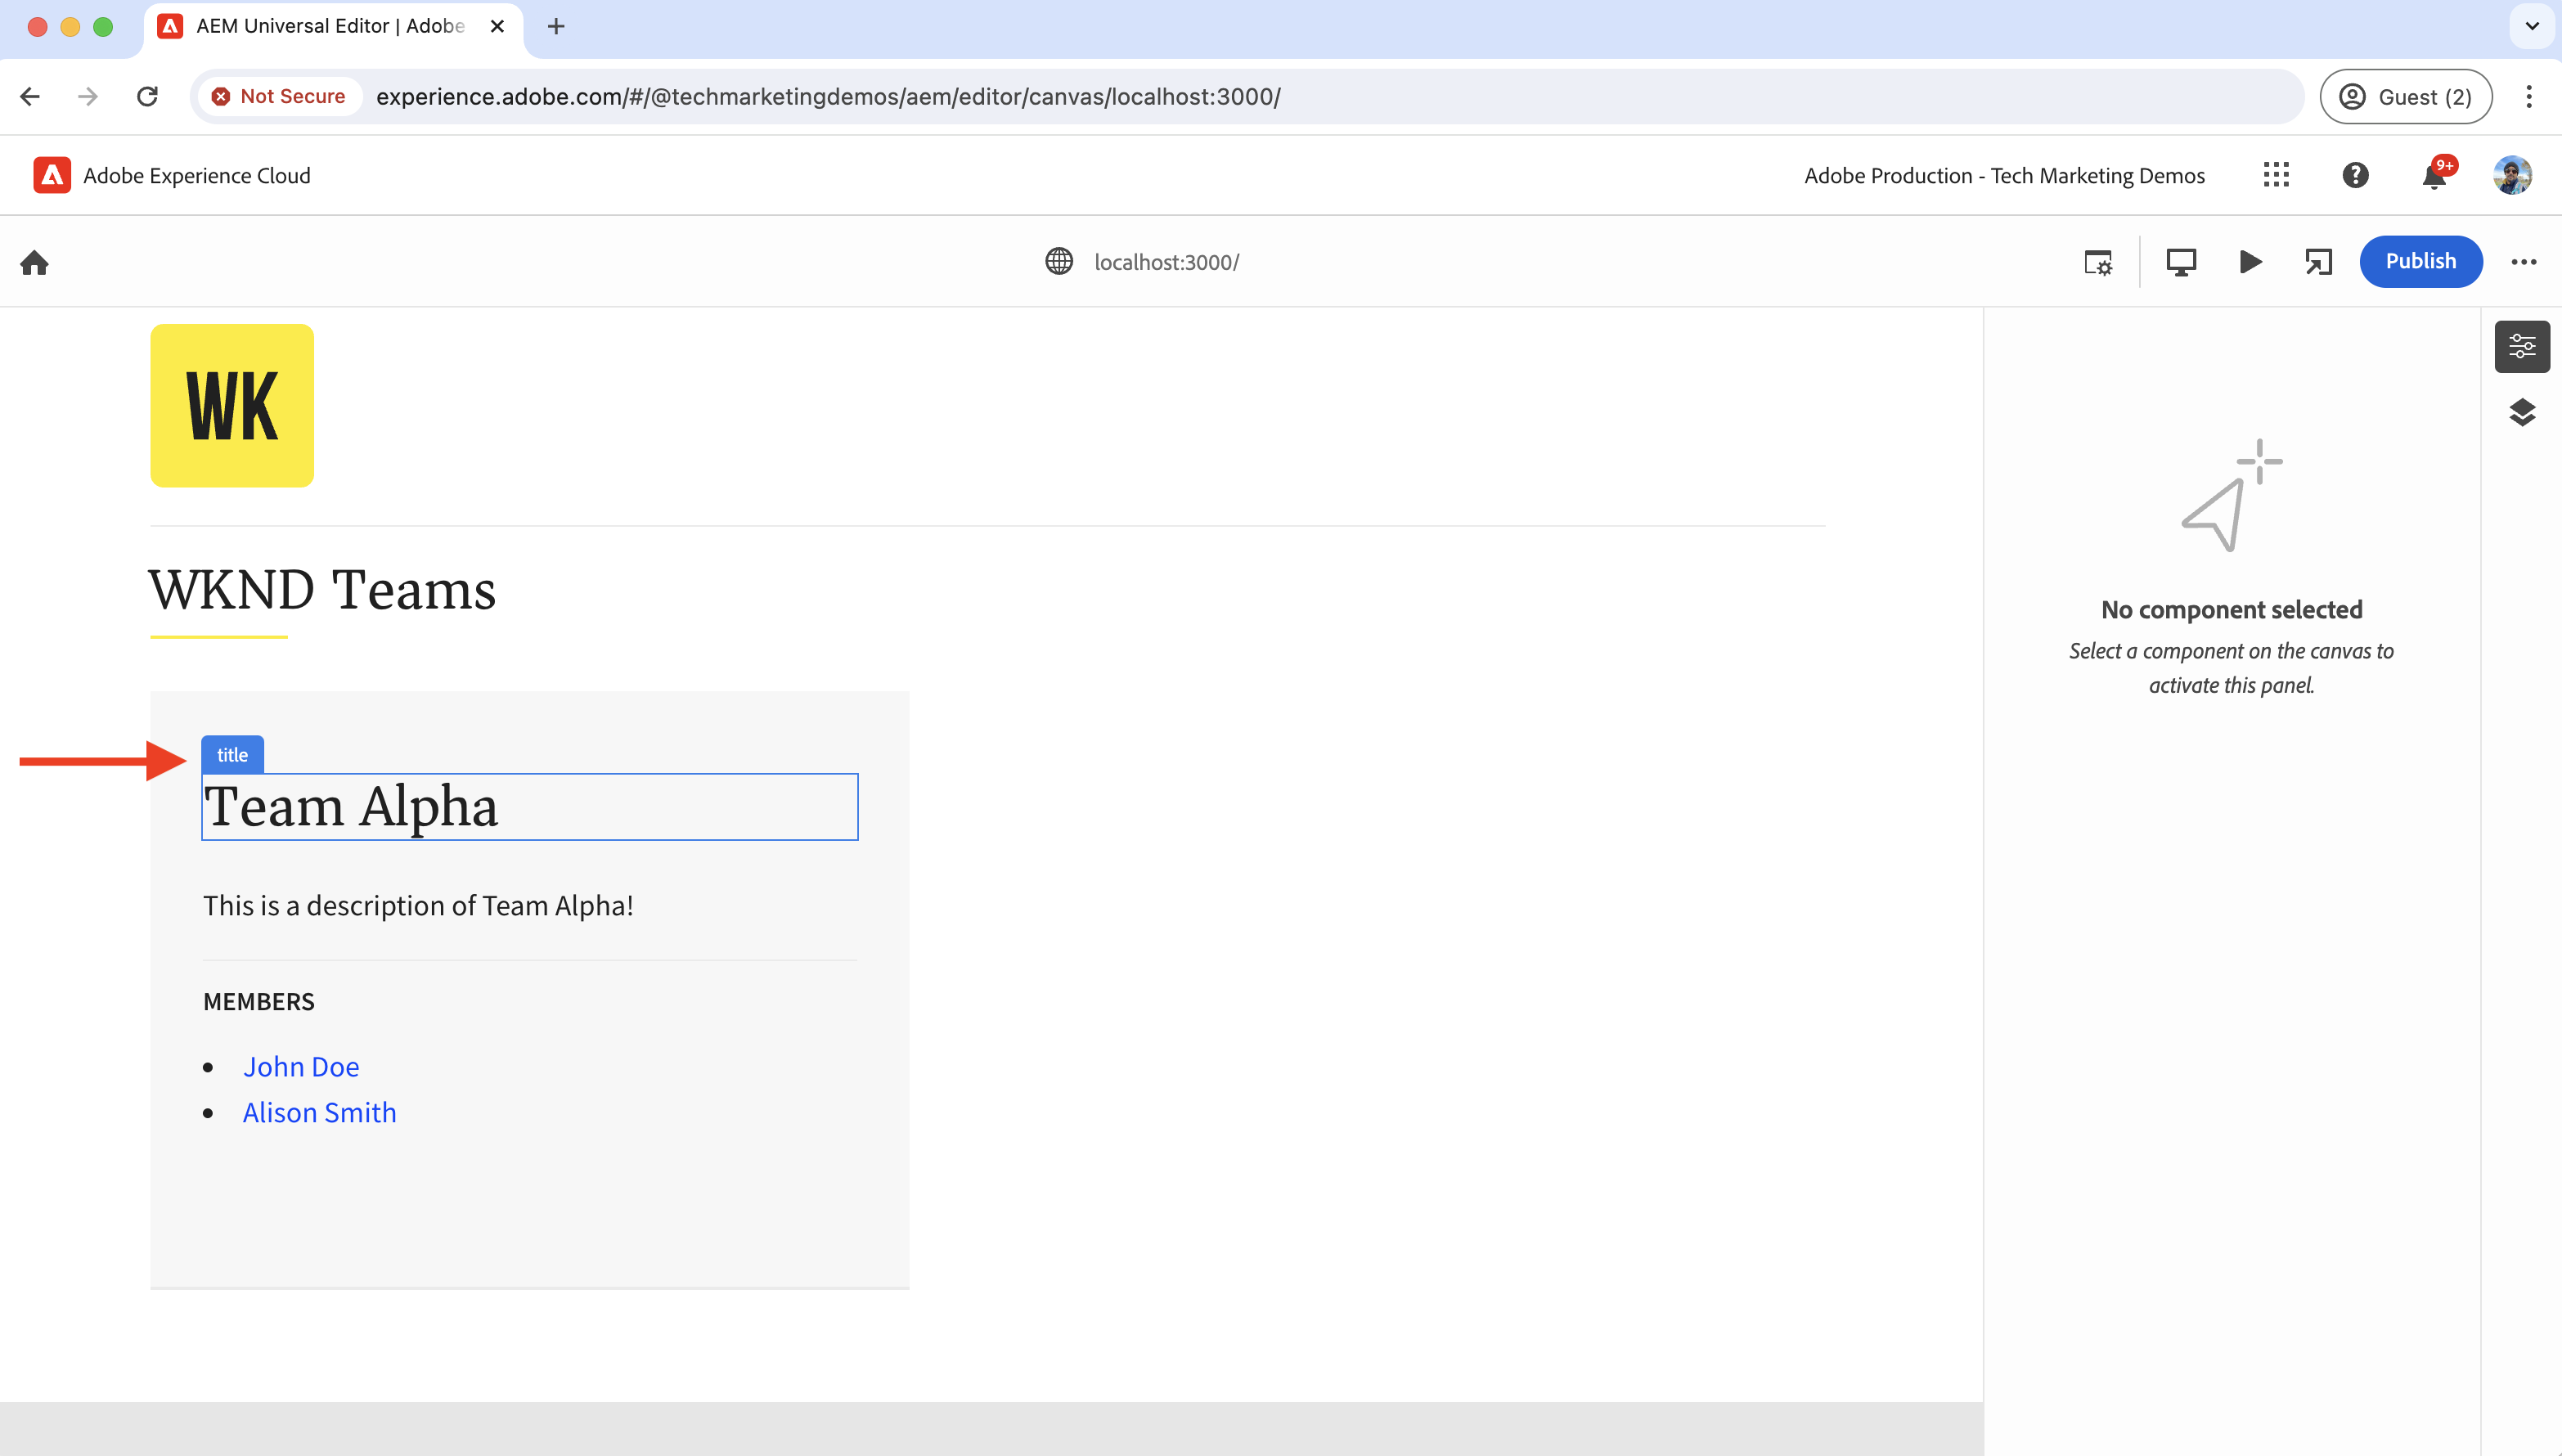 AEM Universal Editor | Adobe
Not Secure
experience.adobe.com/#/@techmarketingdemos/aem/editor/canvas/localhost:3000/
Guest (2)
Adobe Experience Cloud
Adobe Production - Tech Marketing Demos
9+
localhost:3000/
Publish
WK
WKND Teams
title
Team Alpha
This is a description of Team Alpha!
MEMBERS
John Doe
Alison Smith
No component selected
Select a component on the canvas to
activate this panel.